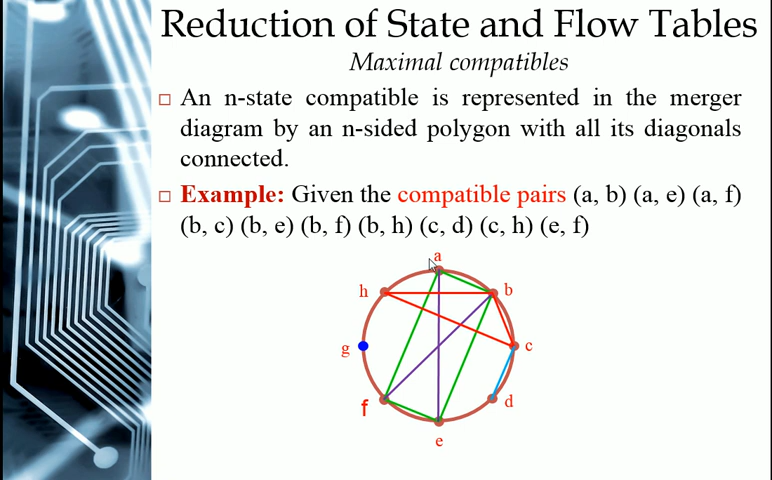 Reduction of State and Flow Tables
Maximal compatibles
An n-state compatible is represented in the merger
diagram by an n-sided polygon with all its diagonals
connected.
Example: Given the compatible pairs (a, b) (a, e) (a, f)
(b, c) (b, e) (b, f) (b, h) (c, d) (c, h) (e, f)
a
h
b
g
c
f
d
e